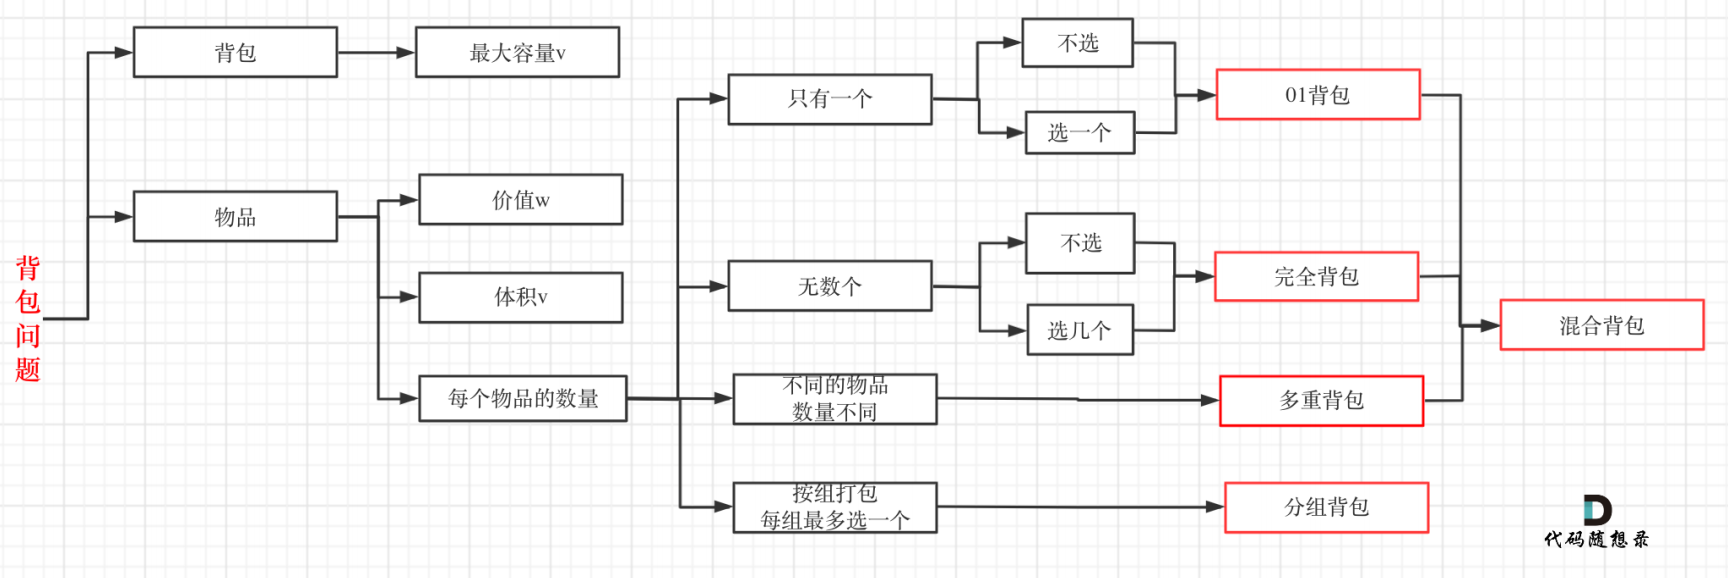 背包问题
背包
最大容量v
物品
价值w
体积v
每个物品的数量
只有一个
不选
选一个
01背包
无数个
不选
选几个
完全背包
不同的物品
数量不同
多重背包
混合背包
按组打包
每组最多选一个
分组背包
代码随想录